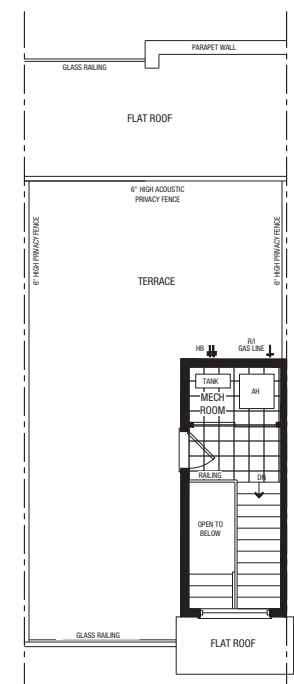 PARAPET WALL
GLASS RAILING
FLAT ROOF
6" HIGH ACOUSTIC
PRIVACY FENCE
6" HIGH PRIVACY FENCE
6" HIGH PRIVACY FENCE
TERRACE
HB
R/I
GAS LINE
TANK
AH
MECH
ROOM
RAILING
DN
OPEN TO
BELOW
GLASS RAILING
FLAT ROOF